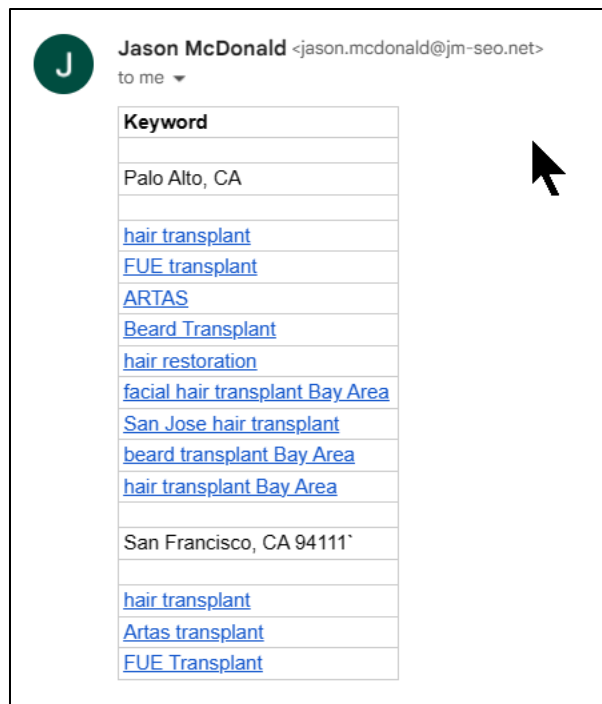 J
Jason McDonald <jason.mcdonald@jm-seo.net>
to me
Keyword
Palo Alto, CA
hair transplant
FUE transplant
ARTAS
Beard Transplant
hair restoration
facial hair transplant Bay Area
San Jose hair transplant
beard transplant Bay Area
hair transplant Bay Area
San Francisco, CA 94111`
hair transplant
Artas transplant
FUE Transplant